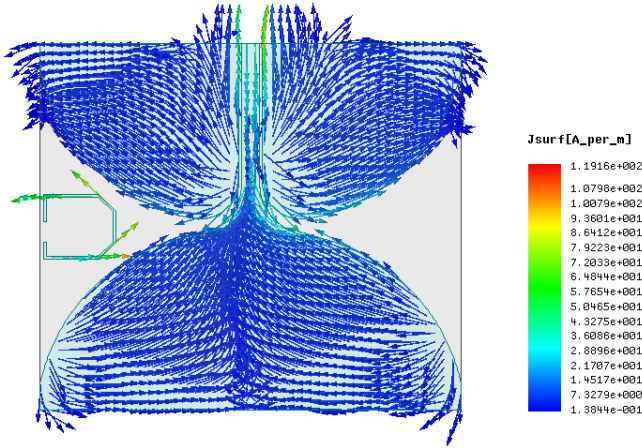 Jsurf[A_per_m]
1.1916e+002
1.0798e+002
1.0079e+002
9.3601e+001
8.6412e+001
7.9223e+001
7.2033e+001
6.4844e+001
5.7654e+001
5.0465e+001
4.3275e+001
3.6086e+001
2.8896e+001
2.1707e+001
1.4517e+001
7.3279e+000
1.3844e-001